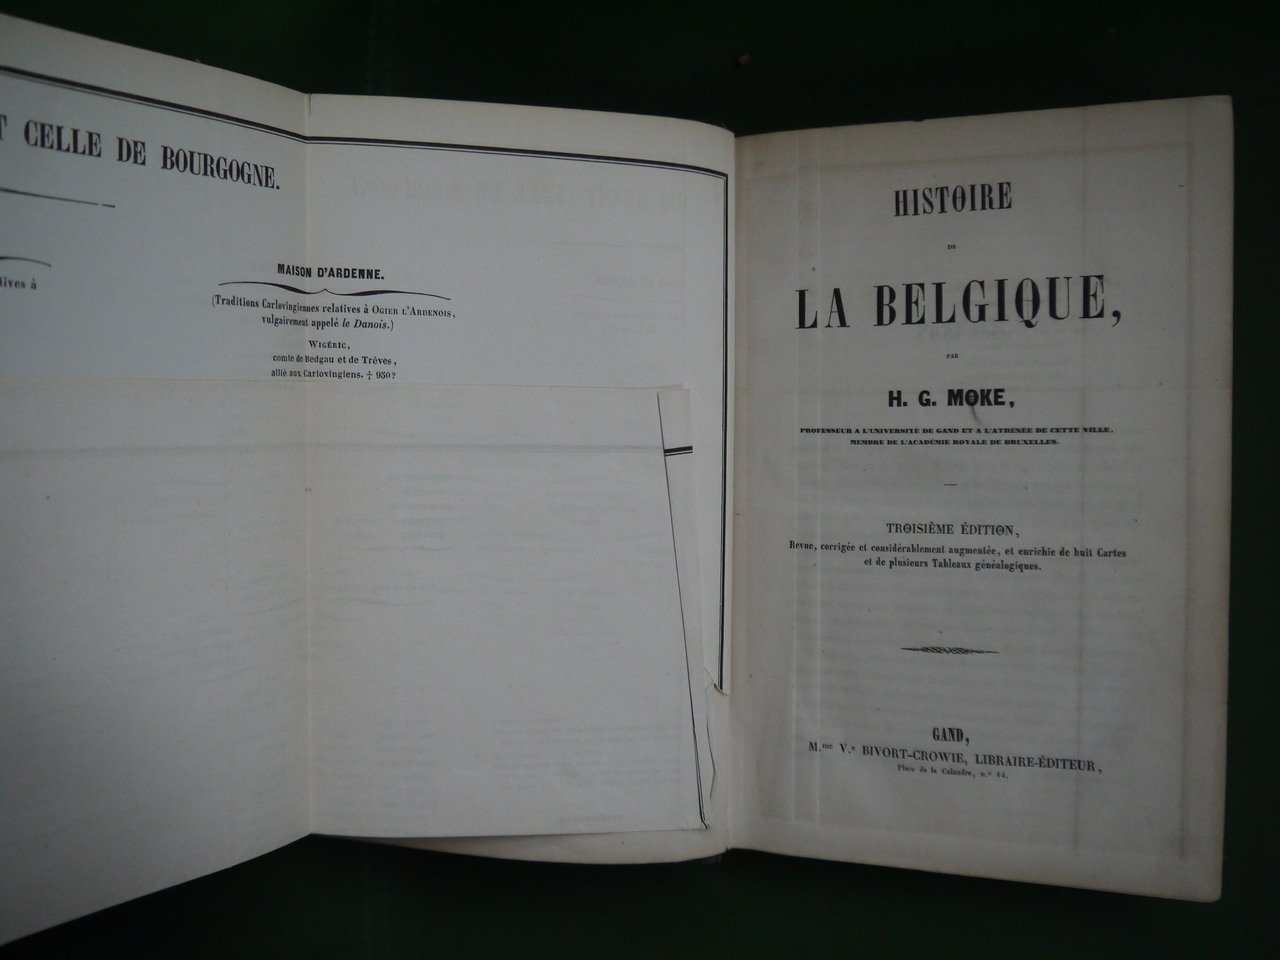 T CELLE DE BOURGOGNE.
tives à
MAISON D'ARDENNE.
(Traditions Carlovingiennes relatives à OGIER L'ARDENOIS,
vulgairement appelé le Danois.)
WIGÉRIC,
comte de Bedgau et de Trèves,
allié aux Carlovingiens. † 930?
HISTOIRE
DE
LA BELGIQUE,
PAR
H. G. MOKE,
PROFESSEUR A L'UNIVERSITÉ DE GAND ET A L'ATHÉNÉE DE CETTE VILLE,
MEMBRE DE L'ACADÉMIE ROYALE DE BRUXELLES.
TROISIÈME ÉDITION,
Revue, corrigée et considérablement augmentée, et enrichie de huit Cartes
et de plusieurs Tableaux généalogiques.
GAND,
M.me V.e BIVORT-CROWIE, LIBRAIRE-ÉDITEUR,
Place de la Calandre, n.º 44.